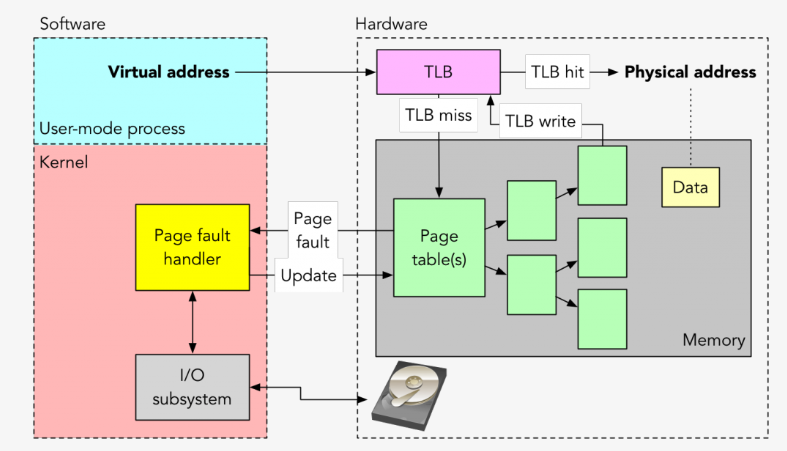 Software
Hardware
Virtual address
TLB
TLB hit
Physical address
TLB miss
TLB write
User-mode process
Kernel
Data
Page fault
handler
Page
fault
Update
Page
table(s)
Memory
I/O
subsystem